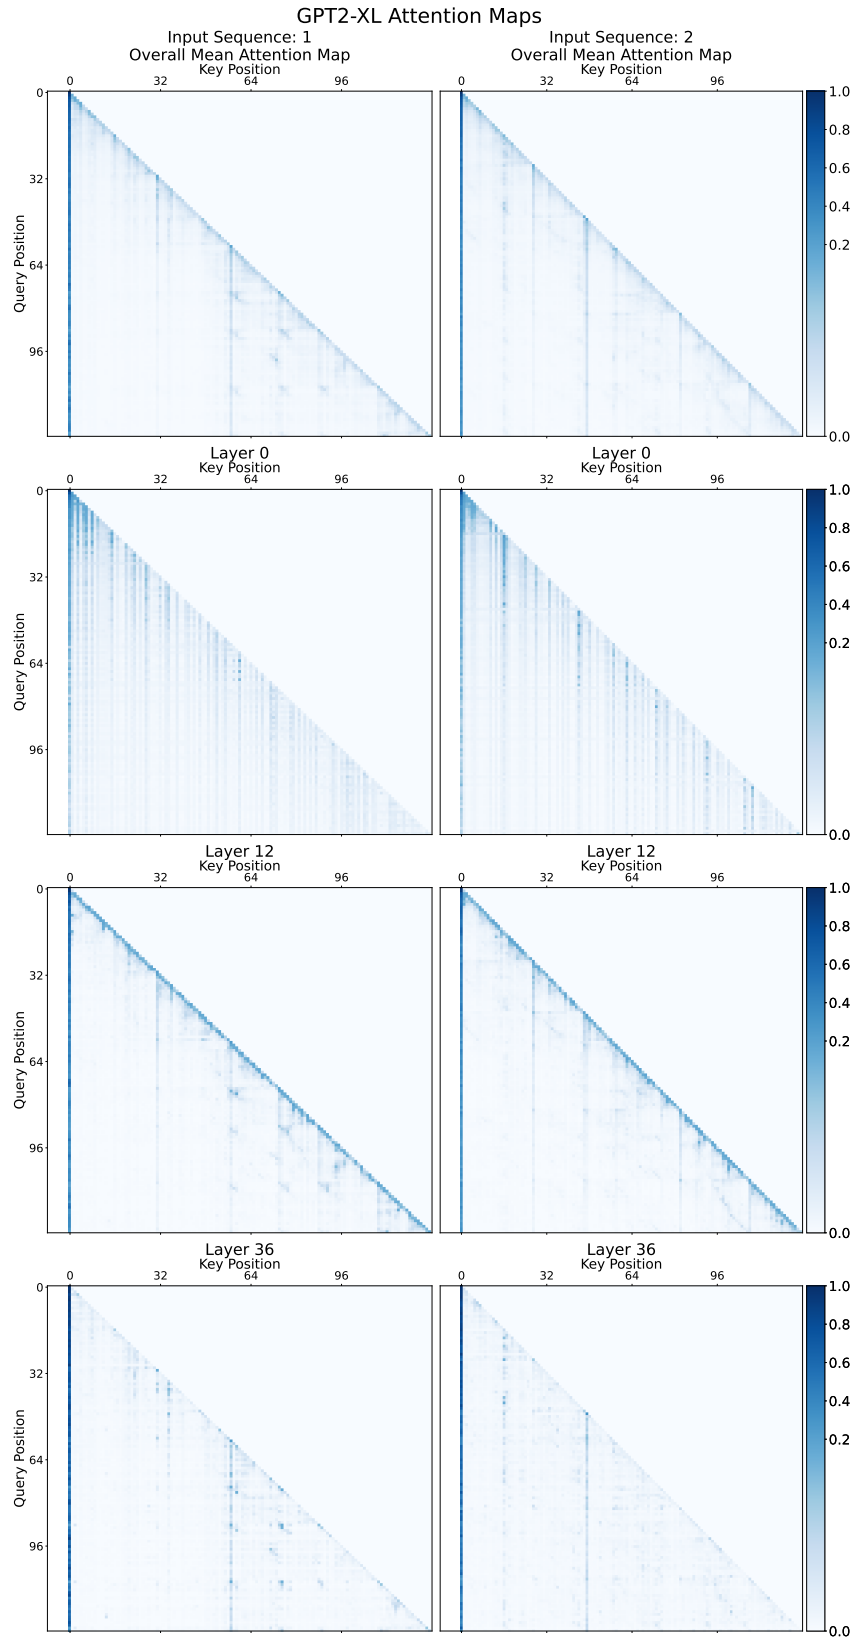 GPT2-XL Attention Maps
Input Sequence: 1
Overall Mean Attention Map
Key Position
0 32 64 96
Input Sequence: 2
Overall Mean Attention Map
Key Position
0 32 64 96
Query Position
0
32
64
96
1.0
0.8
0.6
0.4
0.2
0.0
Layer 0
Key Position
0 32 64 96
Layer 0
Key Position
0 32 64 96
Query Position
0
32
64
96
1.0
0.8
0.6
0.4
0.2
0.0
Layer 12
Key Position
0 32 64 96
Layer 12
Key Position
0 32 64 96
Query Position
0
32
64
96
1.0
0.8
0.6
0.4
0.2
0.0
Layer 36
Key Position
0 32 64 96
Layer 36
Key Position
0 32 64 96
Query Position
0
32
64
96
1.0
0.8
0.6
0.4
0.2
0.0